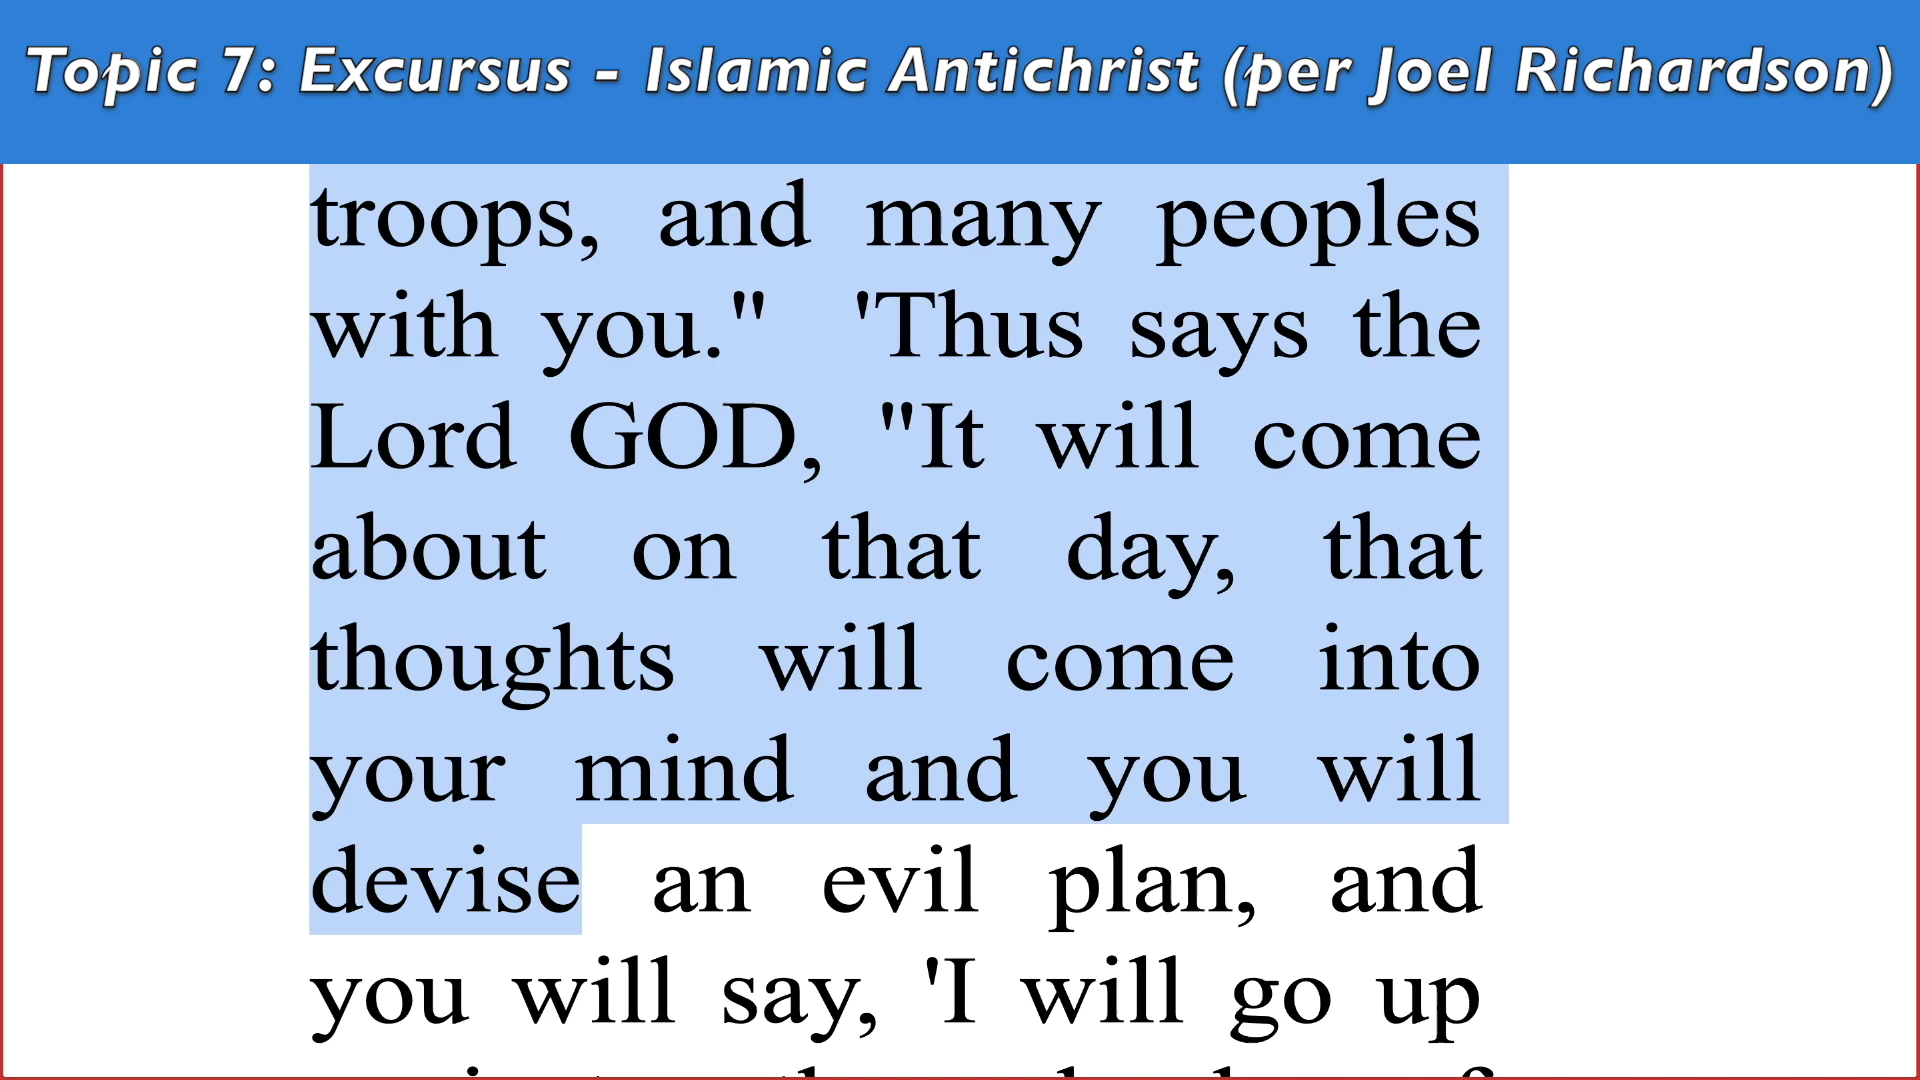 Topic 7: Excursus - Islamic Antichrist (per Joel Richardson)
troops, and many peoples
with you." 'Thus says the
Lord GOD, "It will come
about on that day, that
thoughts will come into
your mind and you will
devise an evil plan, and
you will say, 'I will go up